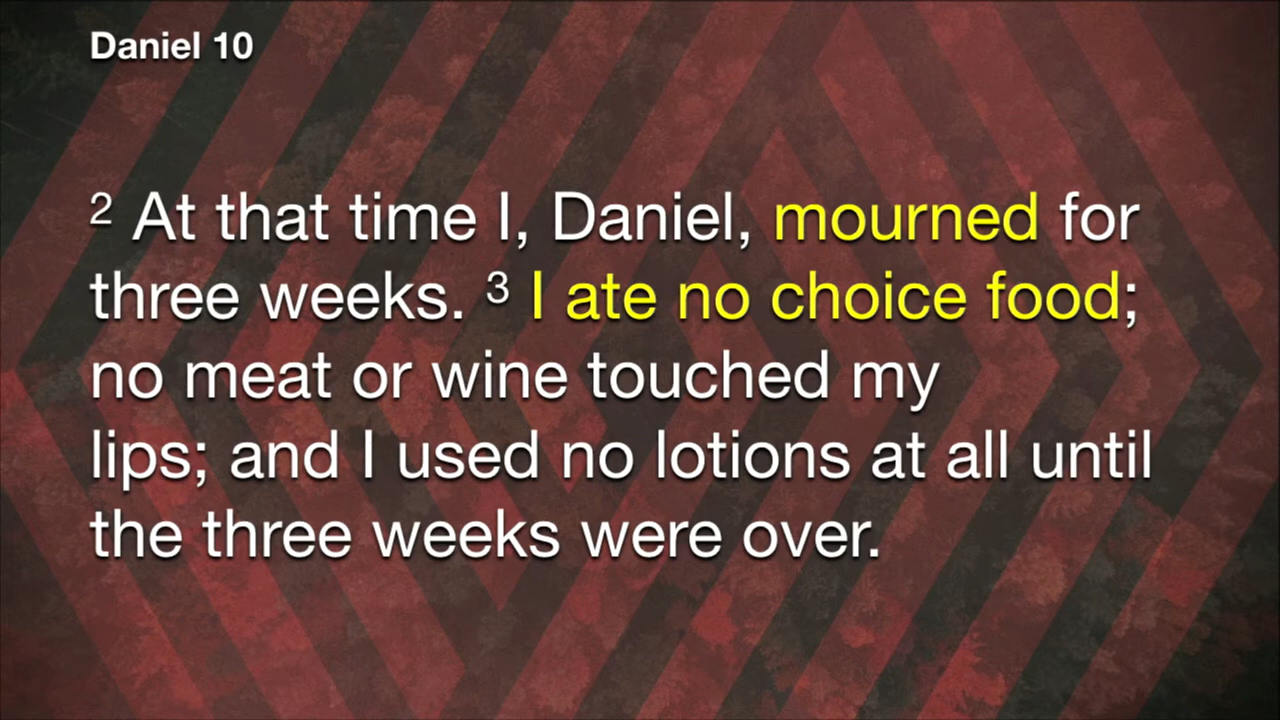 Daniel 10
2 At that time I, Daniel, mourned for
three weeks. 3 I ate no choice food;
no meat or wine touched my
lips; and I used no lotions at all until
the three weeks were over.